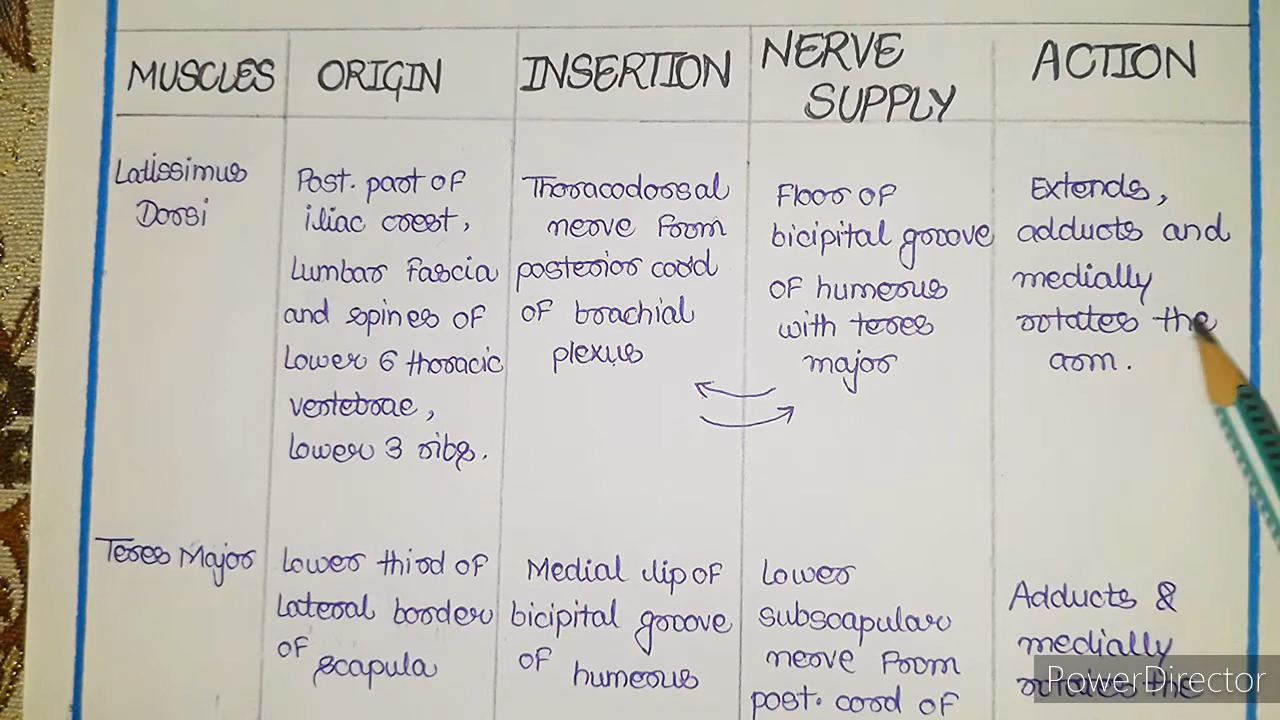 MUSCLES
ORIGIN
INSERTION
NERVE
SUPPLY
ACTION
Latissimus
Dorsi
Post. part of
iliac crest,
Lumbar fascia
and spines of
Lower 6 thoracic
vertebrae,
Lower 3 ribs.
Thoracodorsal
nerve from
posterior cord
of brachial
plexus
Floor of
bicipital groove
of humerus
with teres
major
Extends,
adducts and
medially
rotates the
arm.
Teres Major
Lower third of
Lateral border
of scapula
Medial lip of
bicipital groove
of humerus
Lower
subscapular
nerve from
post. cord of
Adducts &
medially
rotates the
PowerDirector